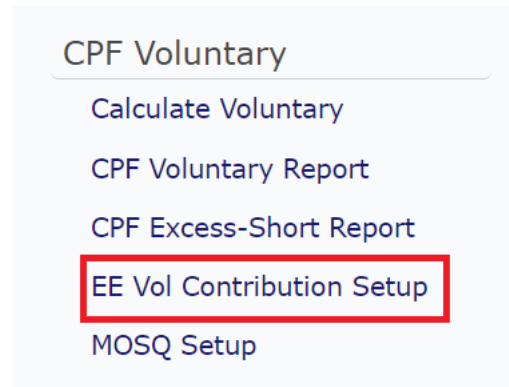 CPF Voluntary
Calculate Voluntary
CPF Voluntary Report
CPF Excess-Short Report
EE Vol Contribution Setup
MOSQ Setup